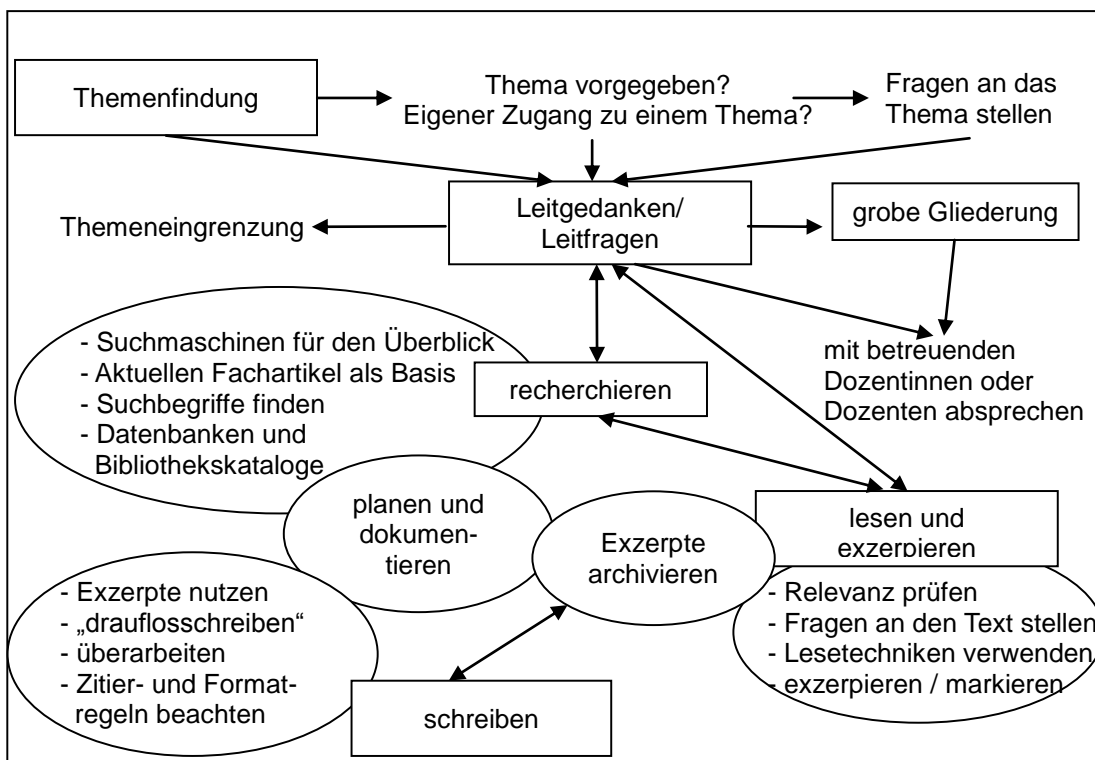 Themenfindung
Thema vorgegeben?
Eigener Zugang zu einem Thema?
Fragen an das
Thema stellen
Leitgedanken/
Leitfragen
grobe Gliederung
Themeneingrenzung
- Suchmaschinen für den Überblick
- Aktuellen Fachartikel als Basis
- Suchbegriffe finden
- Datenbanken und
Bibliothekskataloge
recherchieren
mit betreuenden
Dozentinnen oder
Dozenten absprechen
planen und
dokumen-
tieren
Exzerpte
archivieren
lesen und
exzerpieren
- Relevanz prüfen
- Fragen an den Text stellen
- Lesetechniken verwenden
- exzerpieren / markieren
- Exzerpte nutzen
- „drauflosschreiben“
- überarbeiten
- Zitier- und Format-
regeln beachten
schreiben